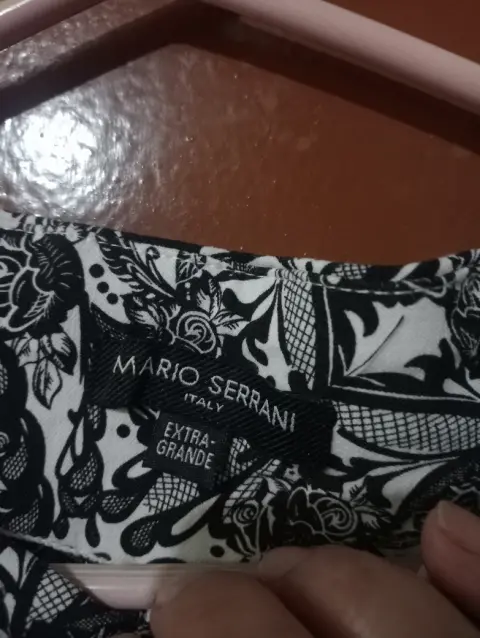 MARIO SERRANI
ITALY
EXTRA-
GRANDE